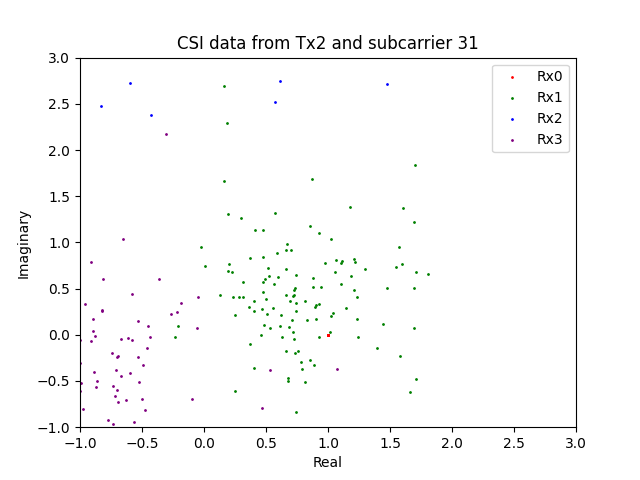 CSI data from Tx2 and subcarrier 31
Rx0
Rx1
Rx2
Rx3
3.0
2.5
2.0
1.5
1.0
0.5
0.0
−0.5
−1.0
Imaginary
−1.0 −0.5 0.0 0.5 1.0 1.5 2.0 2.5 3.0
Real